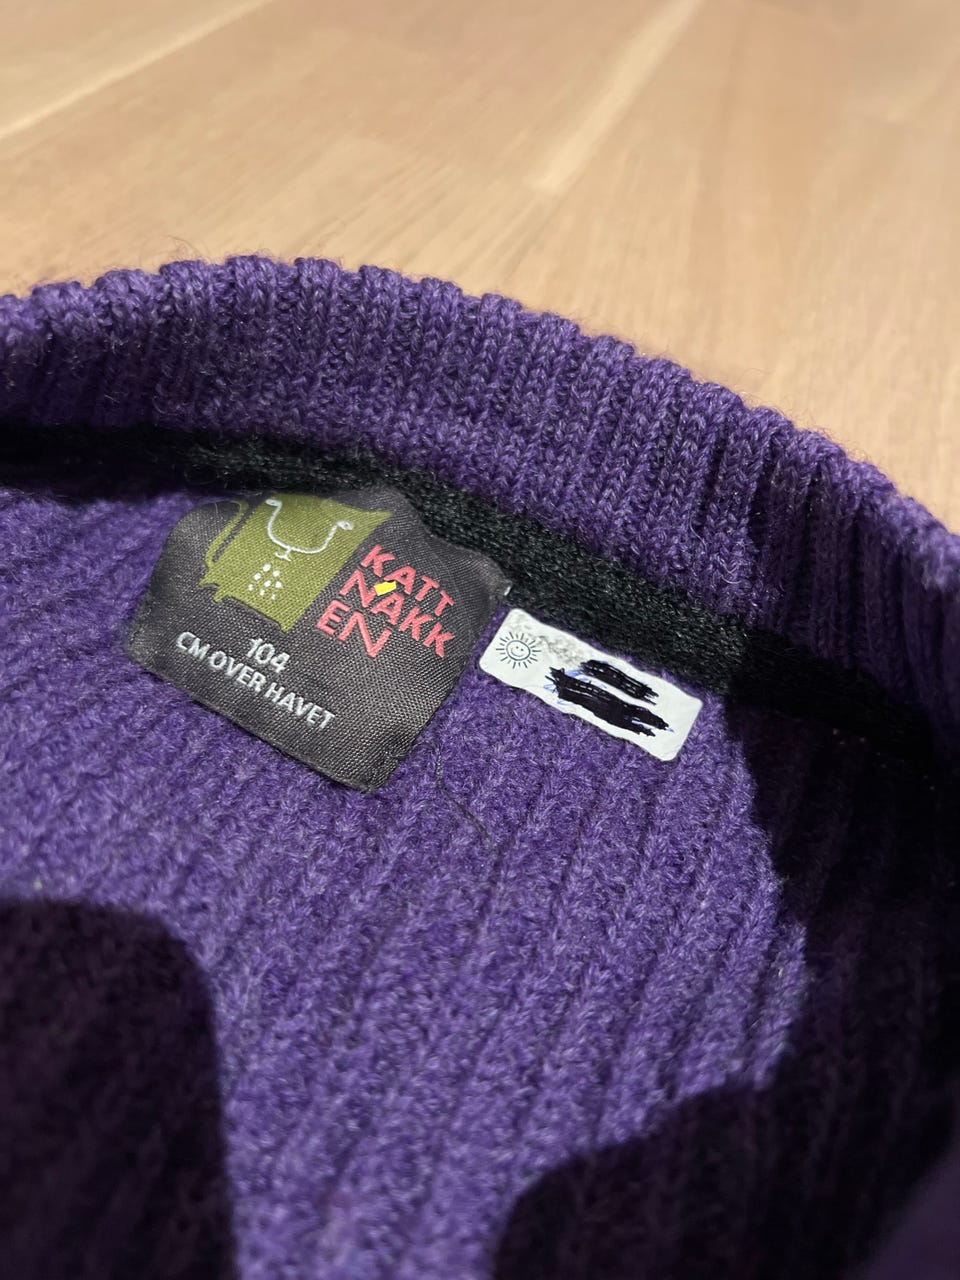 KATT
NAKK
EN
104
CM OVER HAVET